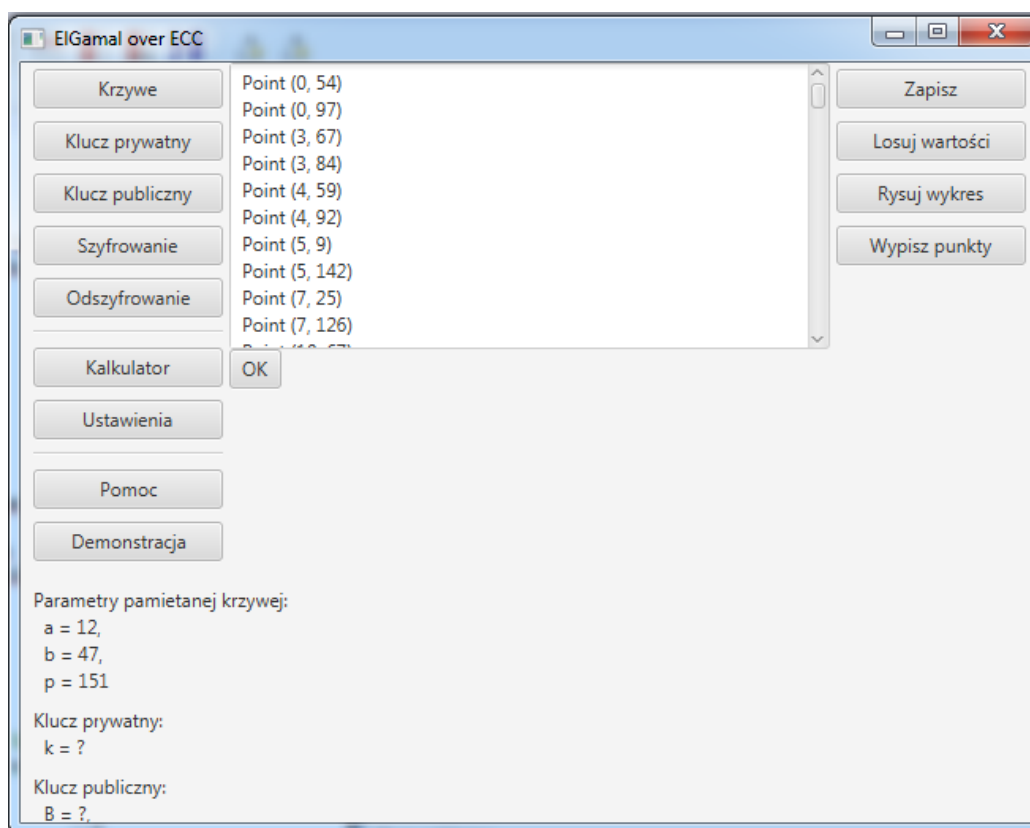 ElGamal over ECC
Krzywe
Klucz prywatny
Klucz publiczny
Szyfrowanie
Odszyfrowanie
Kalkulator
Ustawienia
Pomoc
Demonstracja
Point (0, 54)
Point (0, 97)
Point (3, 67)
Point (3, 84)
Point (4, 59)
Point (4, 92)
Point (5, 9)
Point (5, 142)
Point (7, 25)
Point (7, 126)
OK
Zapisz
Losuj wartości
Rysuj wykres
Wypisz punkty
Parametry pamietanej krzywej:
a = 12,
b = 47,
p = 151
Klucz prywatny:
k = ?
Klucz publiczny:
B = ?,